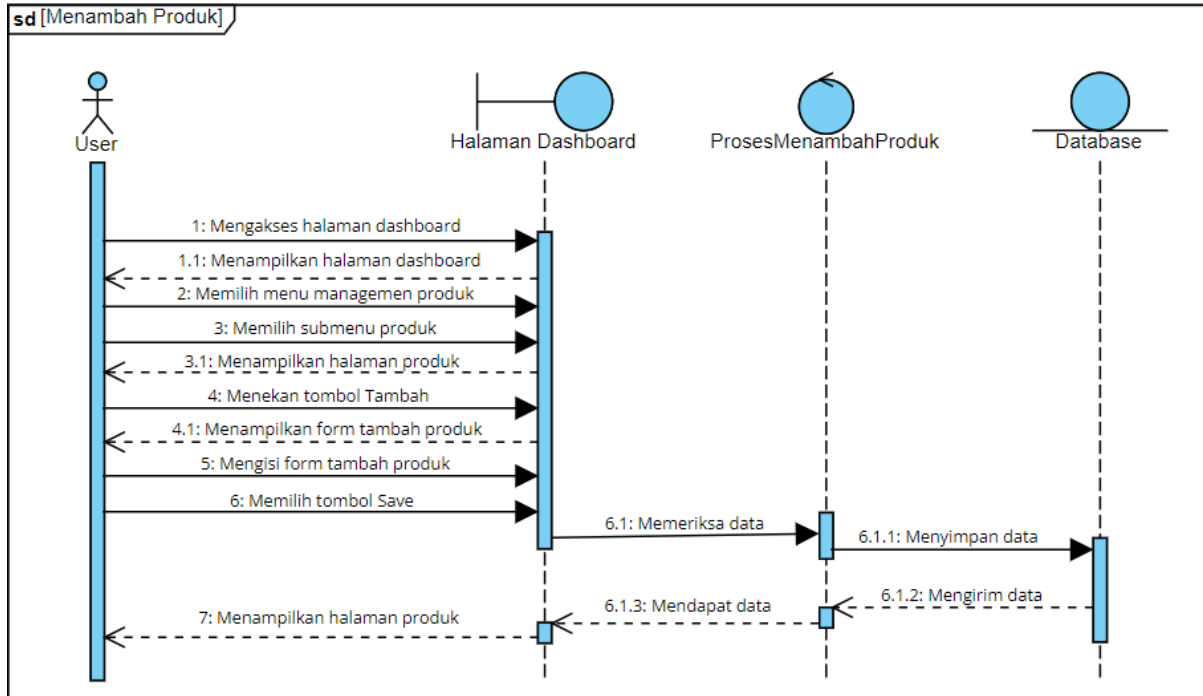 sd [Menambah Produk]
User
Halaman Dashboard
ProsesMenambahProduk
Database
1: Mengakses halaman dashboard
1.1: Menampilkan halaman dashboard
2: Memilih menu managemen produk
3: Memilih submenu produk
3.1: Menampilkan halaman produk
4: Menekan tombol Tambah
4.1: Menampilkan form tambah produk
5: Mengisi form tambah produk
6: Memilih tombol Save
6.1: Memeriksa data
6.1.1: Menyimpan data
6.1.2: Mengirim data
6.1.3: Mendapat data
7: Menampilkan halaman produk